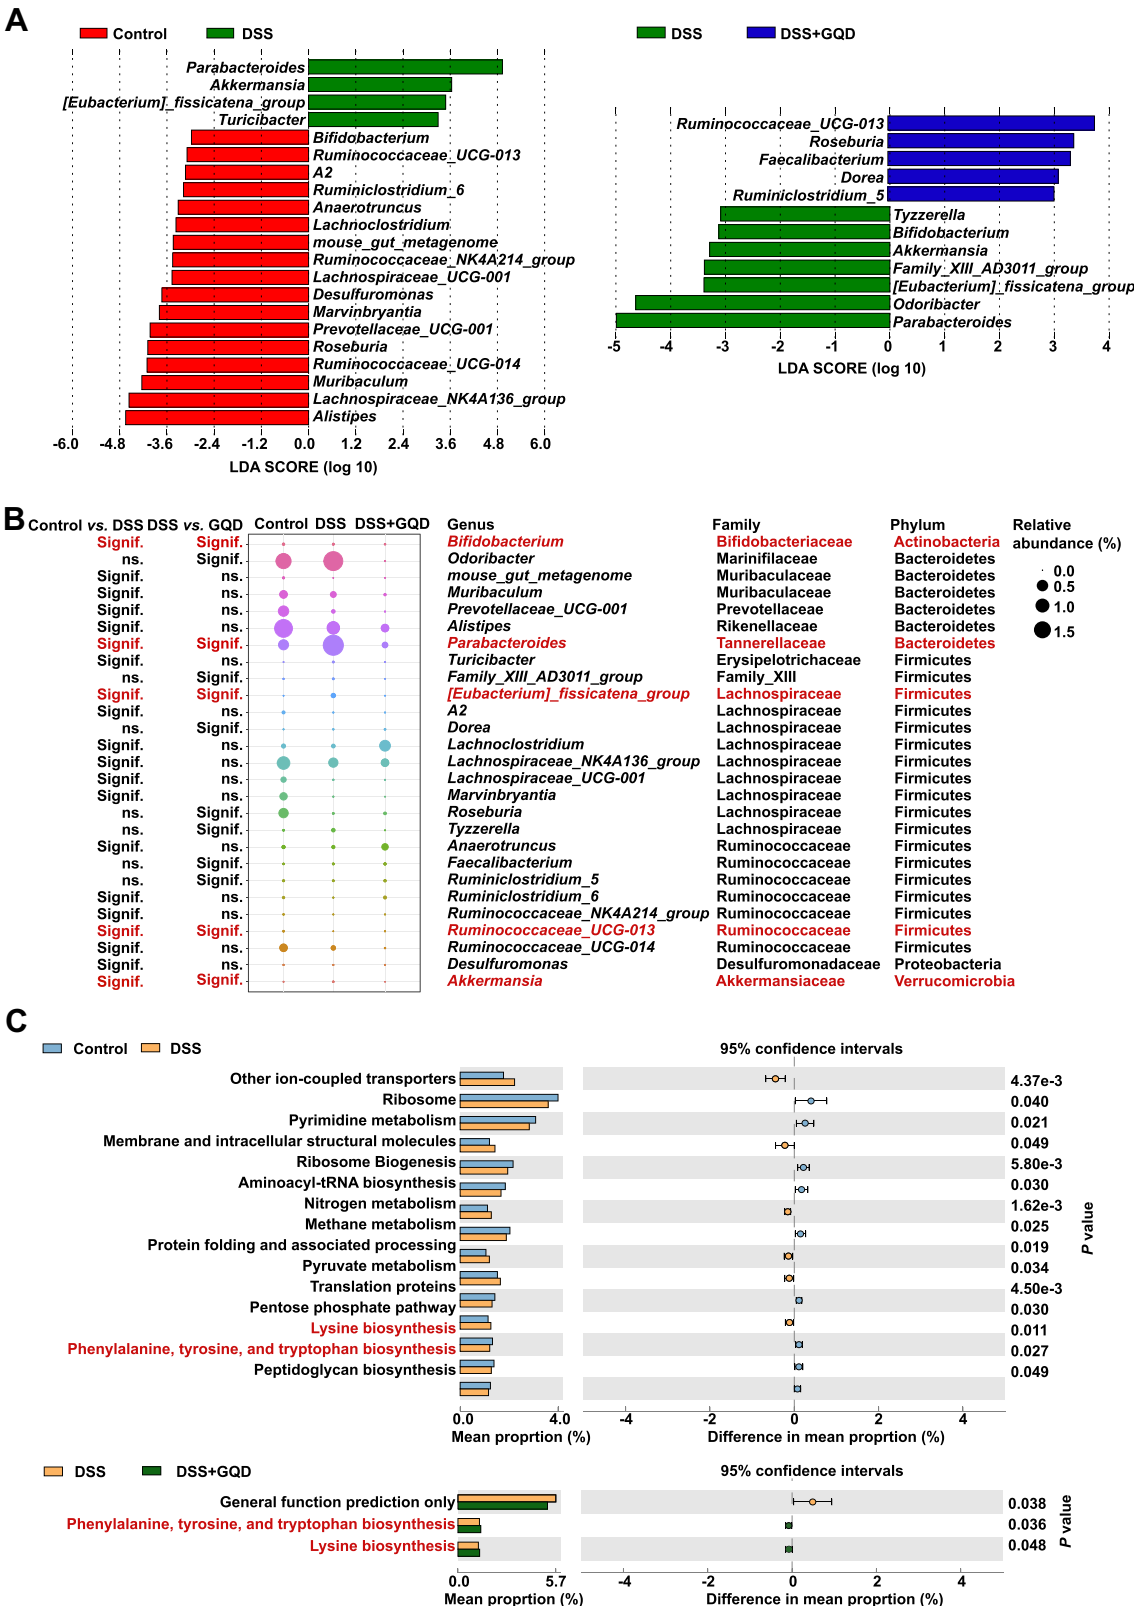 A
Control DSS
Parabacteroides
Akkermansia
[Eubacterium]_fissicatena_group
Turicibacter
Bifidobacterium
Ruminococcaceae_UCG-013
A2
Ruminiclostridium_6
Anaerotruncus
Lachnoclostridium
mouse_gut_metagenome
Ruminococcaceae_NK4A214_group
Lachnospiraceae_UCG-001
Desulfuromonas
Marvinbryantia
Prevotellaceae_UCG-001
Roseburia
Ruminococcaceae_UCG-014
Muribaculum
Lachnospiraceae_NK4A136_group
Alistipes
-6.0 -4.8 -3.6 -2.4 -1.2 0.0 1.2 2.4 3.6 4.8 6.0
LDA SCORE (log 10)
DSS DSS+GQD
Ruminococcaceae_UCG-013
Roseburia
Faecalibacterium
Dorea
Ruminiclostridium_5
Tyzzerella
Bifidobacterium
Akkermansia
Family_XIII_AD3011_group
[Eubacterium]_fissicatena_group
Odoribacter
Parabacteroides
-5 -4 -3 -2 -1 0 1 2 3 4
LDA SCORE (log 10)
B
Control vs. DSS DSS vs. GQD Control DSS DSS+GQD Genus Family Phylum
Signif. Signif. Bifidobacterium Bifidobacteriaceae Actinobacteria
ns. Signif. Odoribacter Marinifilaceae Bacteroidetes
Signif. ns. mouse_gut_metagenome Muribaculaceae Bacteroidetes
Signif. ns. Muribaculum Muribaculaceae Bacteroidetes
Signif. ns. Prevotellaceae_UCG-001 Prevotellaceae Bacteroidetes
Signif. ns. Alistipes Rikenellaceae Bacteroidetes
Signif. Signif. Parabacteroides Tannerellaceae Bacteroidetes
Signif. ns. Turicibacter Erysipelotrichaceae Firmicutes
ns. Signif. Family_XIII_AD3011_group Family_XIII Firmicutes
Signif. Signif. [Eubacterium]_fissicatena_group Lachnospiraceae Firmicutes
Signif. ns. A2 Lachnospiraceae Firmicutes
ns. Signif. Dorea Lachnospiraceae Firmicutes
Signif. ns. Lachnoclostridium Lachnospiraceae Firmicutes
Signif. ns. Lachnospiraceae_NK4A136_group Lachnospiraceae Firmicutes
Signif. ns. Lachnospiraceae_UCG-001 Lachnospiraceae Firmicutes
Signif. ns. Marvinbryantia Lachnospiraceae Firmicutes
ns. Signif. Roseburia Lachnospiraceae Firmicutes
ns. Signif. Tyzzerella Lachnospiraceae Firmicutes
Signif. ns. Anaerotruncus Ruminococcaceae Firmicutes
ns. Signif. Faecalibacterium Ruminococcaceae Firmicutes
ns. Signif. Ruminiclostridium_5 Ruminococcaceae Firmicutes
Signif. ns. Ruminiclostridium_6 Ruminococcaceae Firmicutes
Signif. ns. Ruminococcaceae_NK4A214_group Ruminococcaceae Firmicutes
Signif. Signif. Ruminococcaceae_UCG-013 Ruminococcaceae Firmicutes
Signif. ns. Ruminococcaceae_UCG-014 Ruminococcaceae Firmicutes
Signif. ns. Desulfuromonas Desulfuromonadaceae Proteobacteria
Signif. Signif. Akkermansia Akkermansiaceae Verrucomicrobia
Relative
abundance (%)
0.0
0.5
1.0
1.5
C
Control DSS
95% confidence intervals
Other ion-coupled transporters 4.37e-3
Ribosome 0.040
Pyrimidine metabolism 0.021
Membrane and intracellular structural molecules 0.049
Ribosome Biogenesis 5.80e-3
Aminoacyl-tRNA biosynthesis 0.030
Nitrogen metabolism 1.62e-3
Methane metabolism 0.025
Protein folding and associated processing 0.019
Pyruvate metabolism 0.034
Translation proteins 4.50e-3
Pentose phosphate pathway 0.030
Lysine biosynthesis 0.011
Phenylalanine, tyrosine, and tryptophan biosynthesis 0.027
Peptidoglycan biosynthesis 0.049
P value
0.0 4.0 -4 -2 0 2 4
Mean proprtion (%) Difference in mean proprtion (%)
DSS DSS+GQD
95% confidence intervals
General function prediction only 0.038
Phenylalanine, tyrosine, and tryptophan biosynthesis 0.036
Lysine biosynthesis 0.048
P value
0.0 5.7 -4 -2 0 2 4
Mean proprtion (%) Difference in mean proprtion (%)